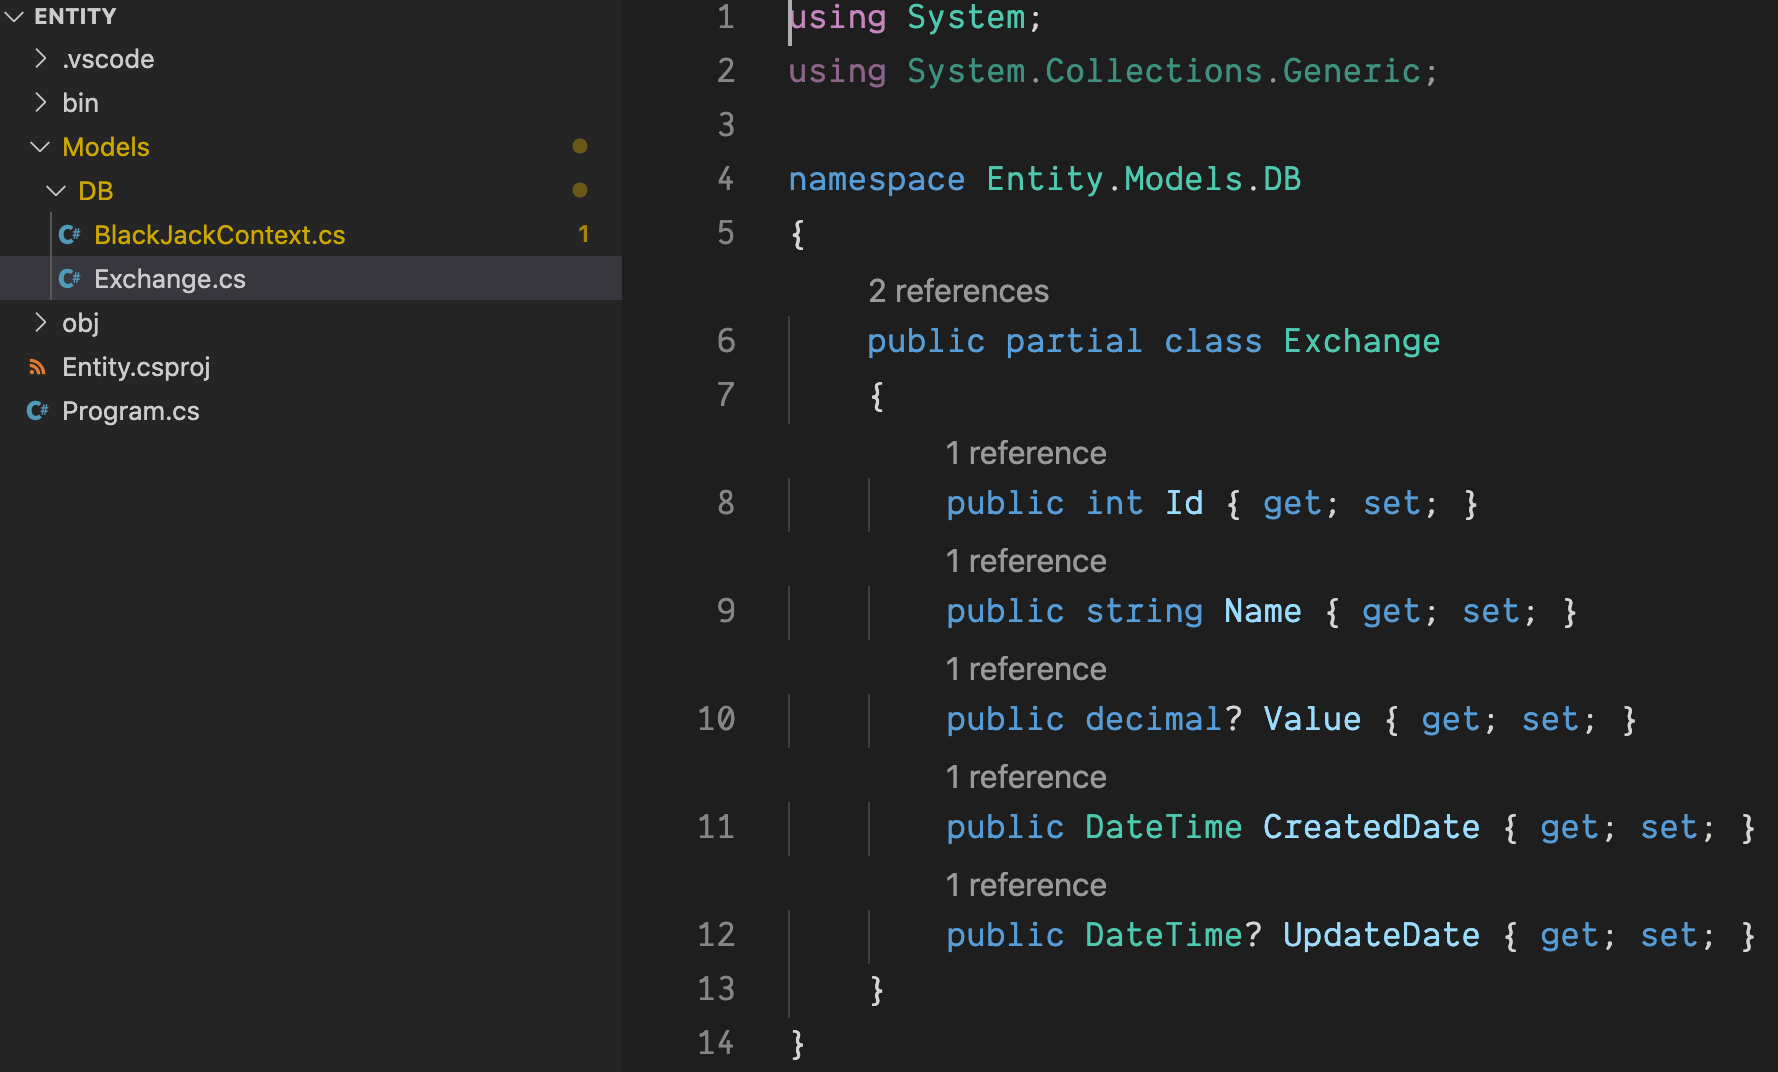 ENTITY
.vscode
bin
Models
DB
C# BlackJackContext.cs 1
C# Exchange.cs
obj
Entity.csproj
C# Program.cs
1 using System;
2 using System.Collections.Generic;
3
4 namespace Entity.Models.DB
5 {
2 references
6 public partial class Exchange
7 {
1 reference
8 public int Id { get; set; }
1 reference
9 public string Name { get; set; }
1 reference
10 public decimal? Value { get; set; }
1 reference
11 public DateTime CreatedDate { get; set; }
1 reference
12 public DateTime? UpdateDate { get; set; }
13 }
14 }